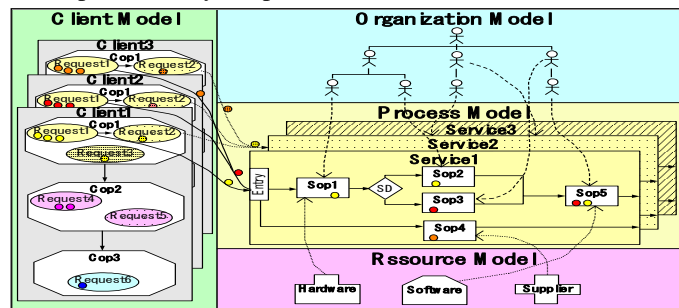 Client Model
Organization Model
Client3
Cop1
Request1
Request2
Client2
Cop1
Request1
Request2
Client1
Cop1
Request1
Request2
Request3
Cop2
Request4
Request5
Cop3
Request6
Process Model
Service3
Service2
Service1
Entry
Sop1
SD
Sop2
Sop3
Sop4
Sop5
Rssource Model
Hardware
Software
Supplier